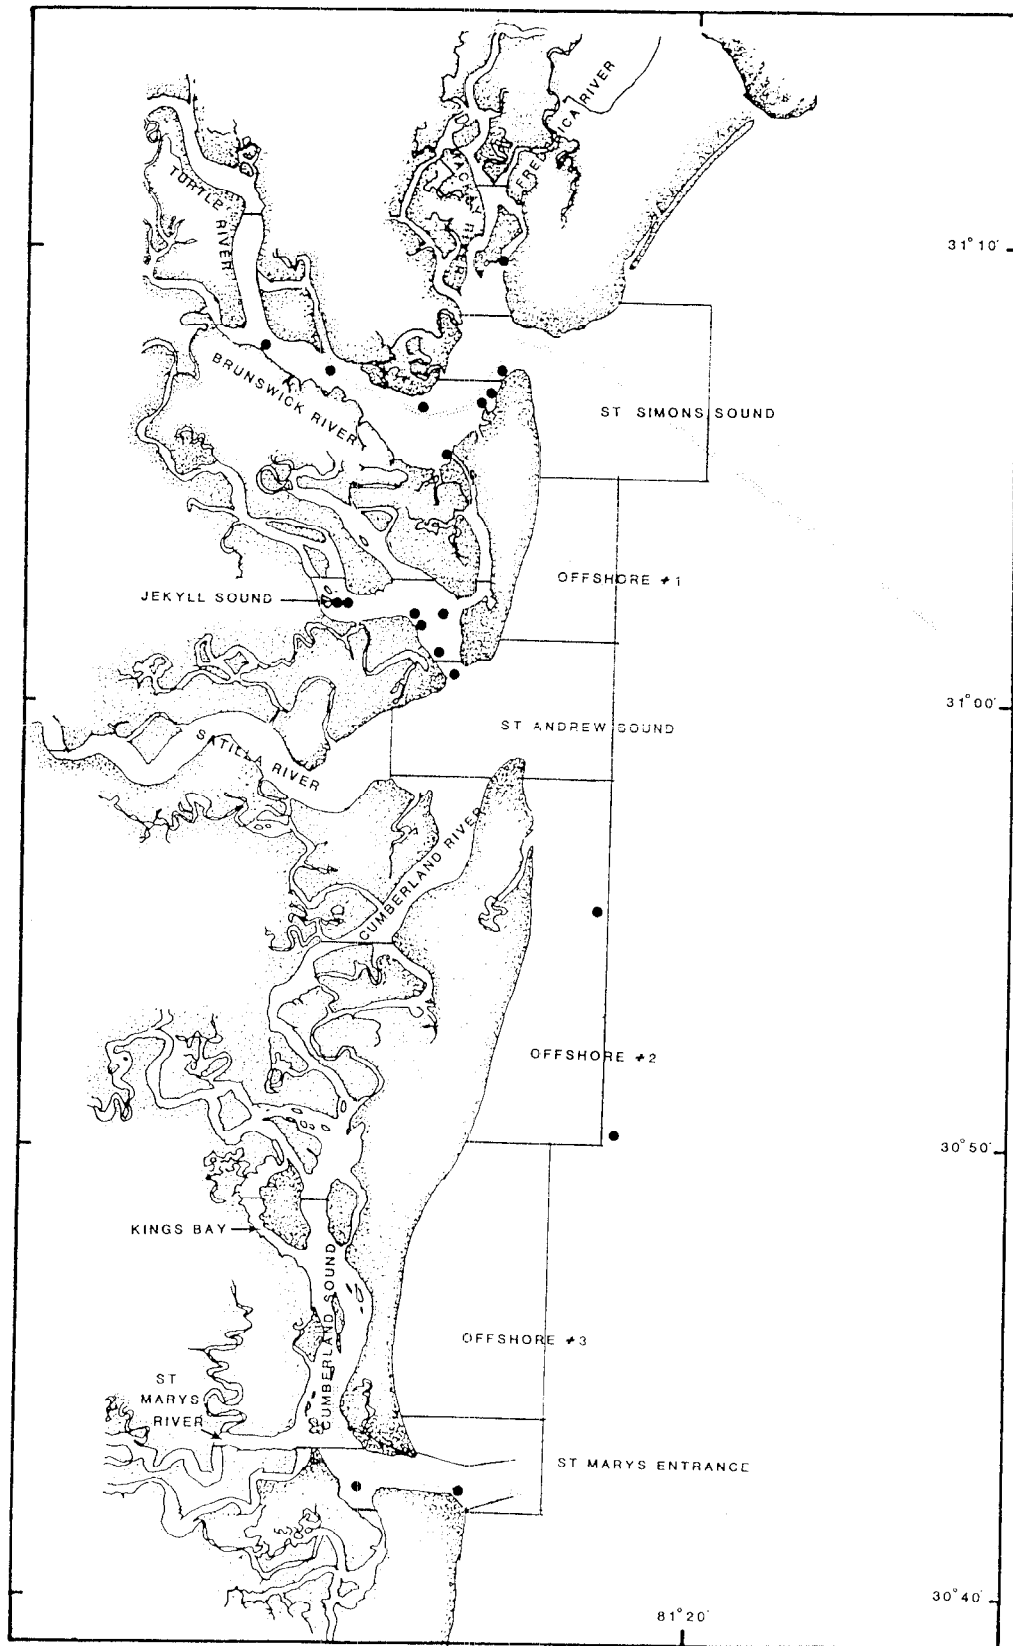 FREDERICA RIVER
MACKAY RIVER
TURTLE RIVER
31°10'
BRUNSWICK RIVER
ST SIMONS SOUND
OFFSHORE #1
JEKYLL SOUND
31°00'
ST ANDREW SOUND
SATILLA RIVER
CUMBERLAND RIVER
OFFSHORE #2
30°50'
KINGS BAY
CUMBERLAND SOUND
OFFSHORE #3
ST
MARYS
RIVER
ST MARYS ENTRANCE
30°40'
81°20'